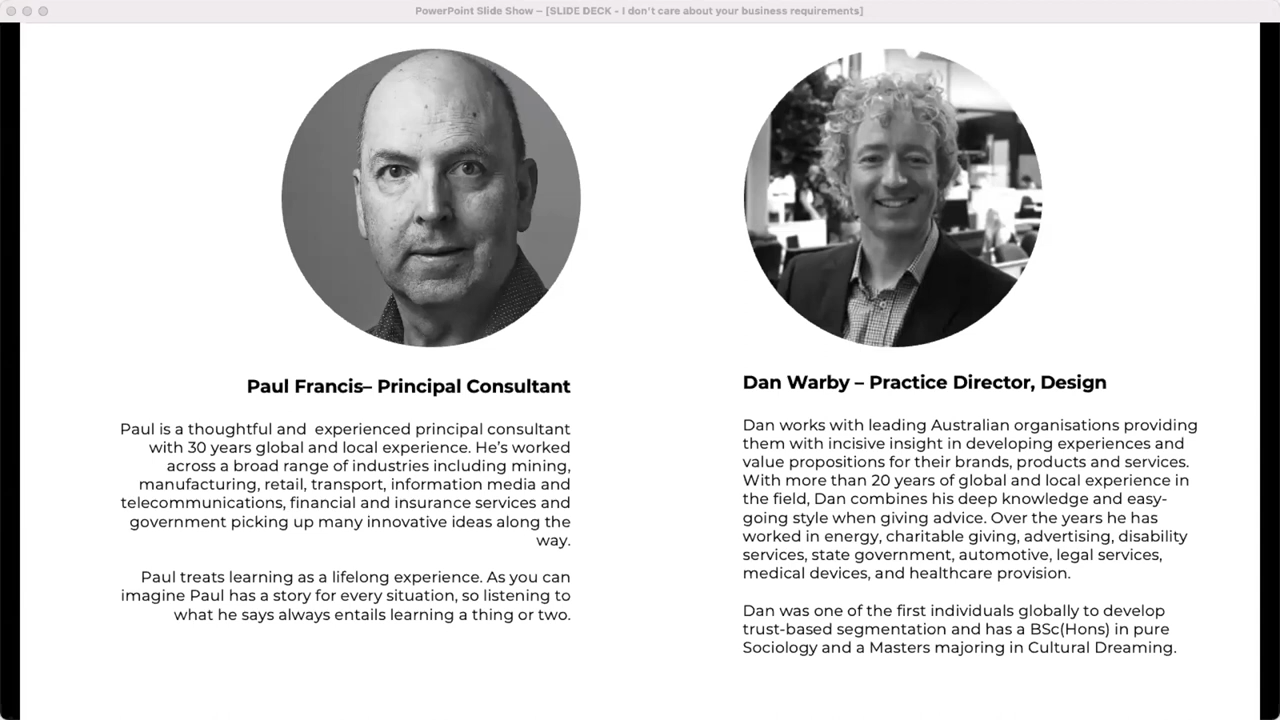 PowerPoint Slide Show – [SLIDE DECK - I don't care about your business requirements]
Paul Francis– Principal Consultant
Paul is a thoughtful and  experienced principal consultant
with 30 years global and local experience. He’s worked
across a broad range of industries including mining,
manufacturing, retail, transport, information media and
telecommunications, financial and insurance services and
government picking up many innovative ideas along the
way.
Paul treats learning as a lifelong experience. As you can
imagine Paul has a story for every situation, so listening to
what he says always entails learning a thing or two.
Dan Warby – Practice Director, Design
Dan works with leading Australian organisations providing
them with incisive insight in developing experiences and
value propositions for their brands, products and services.
With more than 20 years of global and local experience in
the field, Dan combines his deep knowledge and easy-
going style when giving advice. Over the years he has
worked in energy, charitable giving, advertising, disability
services, state government, automotive, legal services,
medical devices, and healthcare provision.
Dan was one of the first individuals globally to develop
trust-based segmentation and has a BSc(Hons) in pure
Sociology and a Masters majoring in Cultural Dreaming.